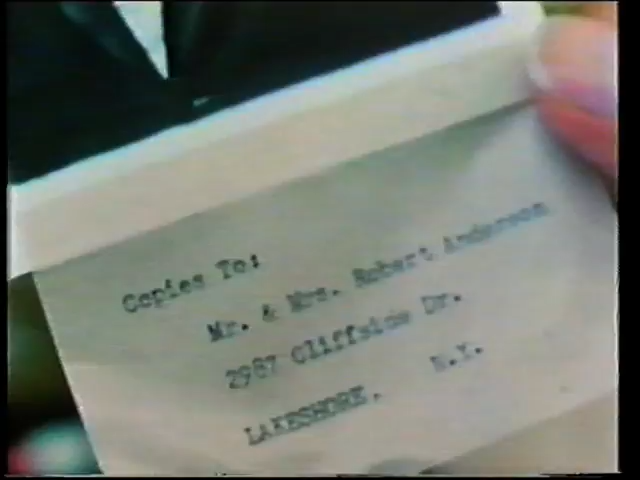 Copies To:
Mr. & Mrs. Robert Anderson
2987 Cliffside Dr.
LAKESHORE, N.Y.